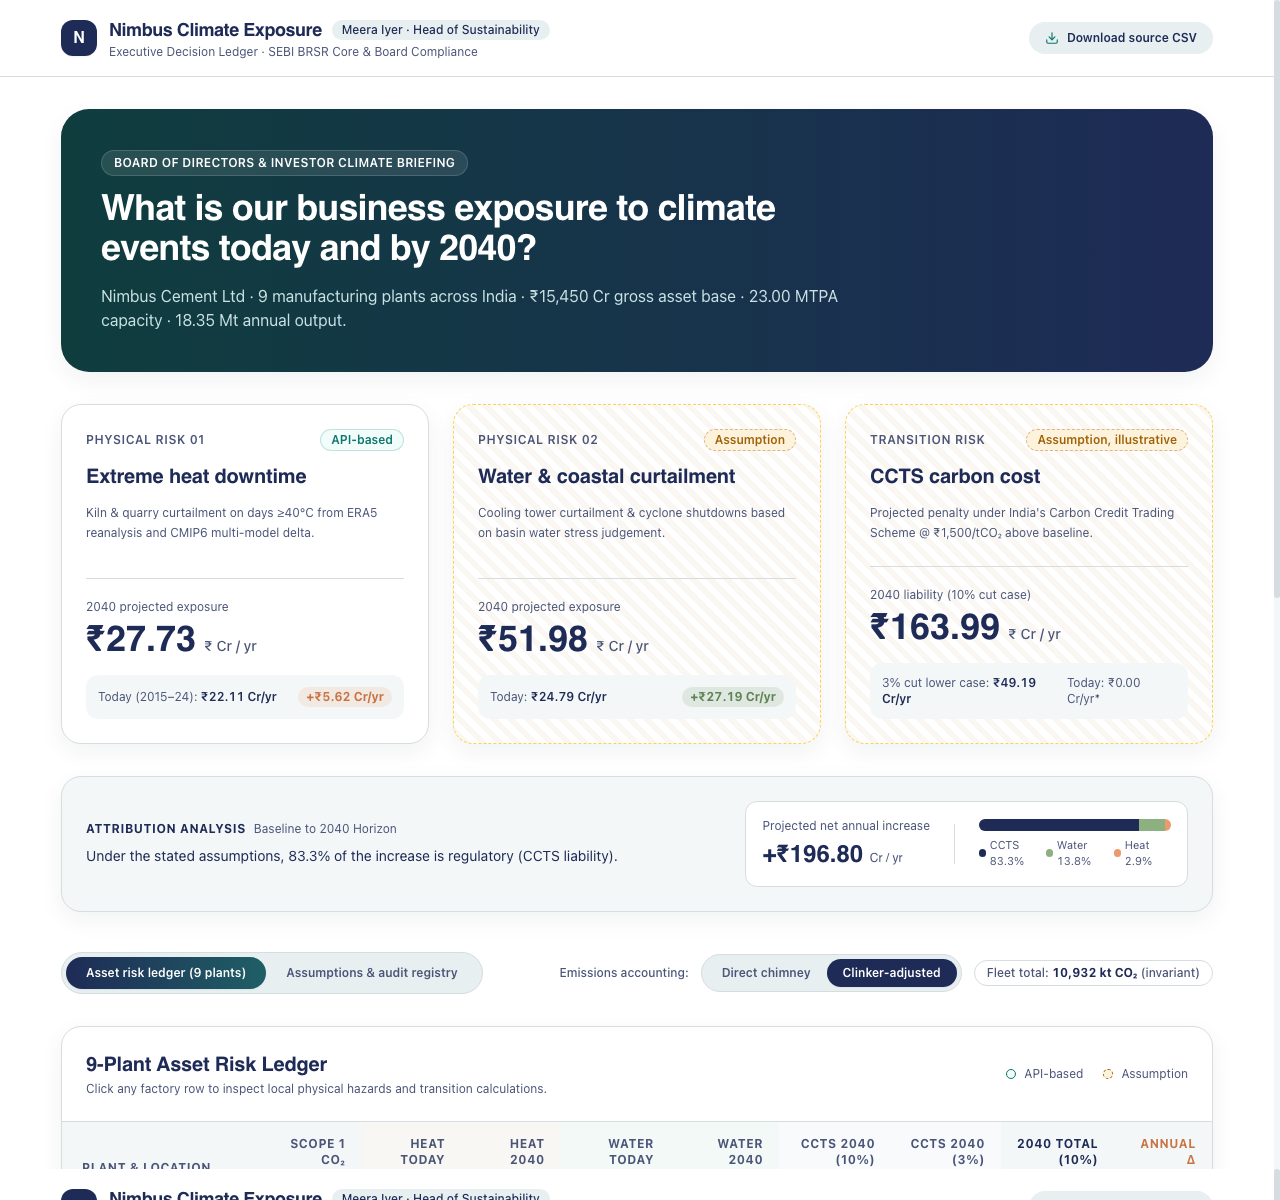 N
Nimbus Climate Exposure
Meera Iyer · Head of Sustainability
Executive Decision Ledger · SEBI BRSR Core & Board Compliance
Download source CSV
BOARD OF DIRECTORS & INVESTOR CLIMATE BRIEFING
What is our business exposure to climate
events today and by 2040?
Nimbus Cement Ltd · 9 manufacturing plants across India · ₹15,450 Cr gross asset base · 23.00 MTPA
capacity · 18.35 Mt annual output.
PHYSICAL RISK 01
API-based
Extreme heat downtime
Kiln & quarry curtailment on days ≥40°C from ERA5
reanalysis and CMIP6 multi-model delta.
2040 projected exposure
₹27.73 ₹ Cr / yr
Today (2015–24): ₹22.11 Cr/yr
+₹5.62 Cr/yr
PHYSICAL RISK 02
Assumption
Water & coastal curtailment
Cooling tower curtailment & cyclone shutdowns based
on basin water stress judgement.
2040 projected exposure
₹51.98 ₹ Cr / yr
Today: ₹24.79 Cr/yr
+₹27.19 Cr/yr
TRANSITION RISK
Assumption, illustrative
CCTS carbon cost
Projected penalty under India's Carbon Credit Trading
Scheme @ ₹1,500/tCO₂ above baseline.
2040 liability (10% cut case)
₹163.99 ₹ Cr / yr
3% cut lower case: ₹49.19
Cr/yr
Today: ₹0.00
Cr/yr*
ATTRIBUTION ANALYSIS Baseline to 2040 Horizon
Under the stated assumptions, 83.3% of the increase is regulatory (CCTS liability).
Projected net annual increase
+₹196.80 Cr / yr
CCTS
83.3%
Water
13.8%
Heat
2.9%
Asset risk ledger (9 plants)
Assumptions & audit registry
Emissions accounting:
Direct chimney
Clinker-adjusted
Fleet total: 10,932 kt CO₂ (invariant)
9-Plant Asset Risk Ledger
Click any factory row to inspect local physical hazards and transition calculations.
API-based
Assumption
PLANT & LOCATION
SCOPE 1
CO₂
HEAT
TODAY
HEAT
2040
WATER
TODAY
WATER
2040
CCTS 2040
(10%)
CCTS 2040
(3%)
2040 TOTAL
(10%)
ANNUAL
Δ
N
Nimbus Climate Exposure
Meera Iyer · Head of Sustainability